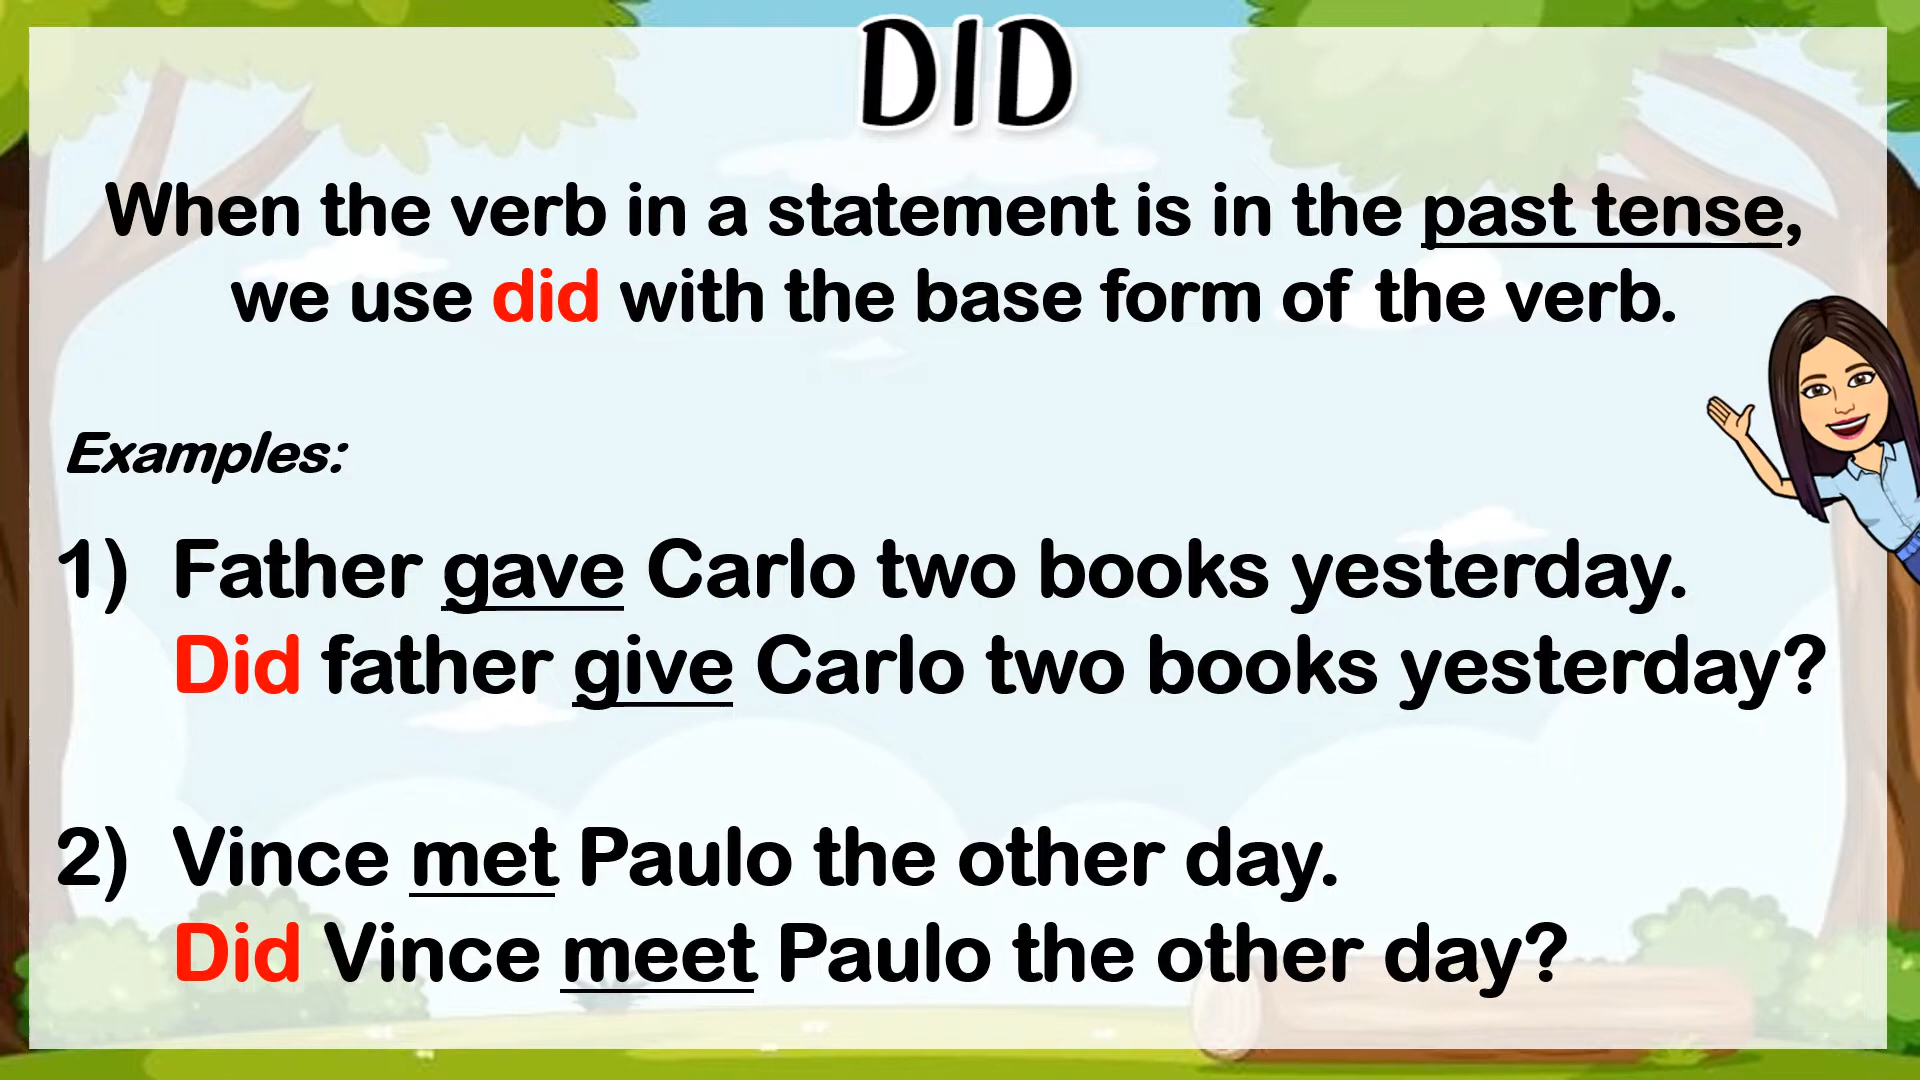 DID
When the verb in a statement is in the past tense,
we use did with the base form of the verb.
Examples:
1) Father gave Carlo two books yesterday.
Did father give Carlo two books yesterday?
2) Vince met Paulo the other day.
Did Vince meet Paulo the other day?